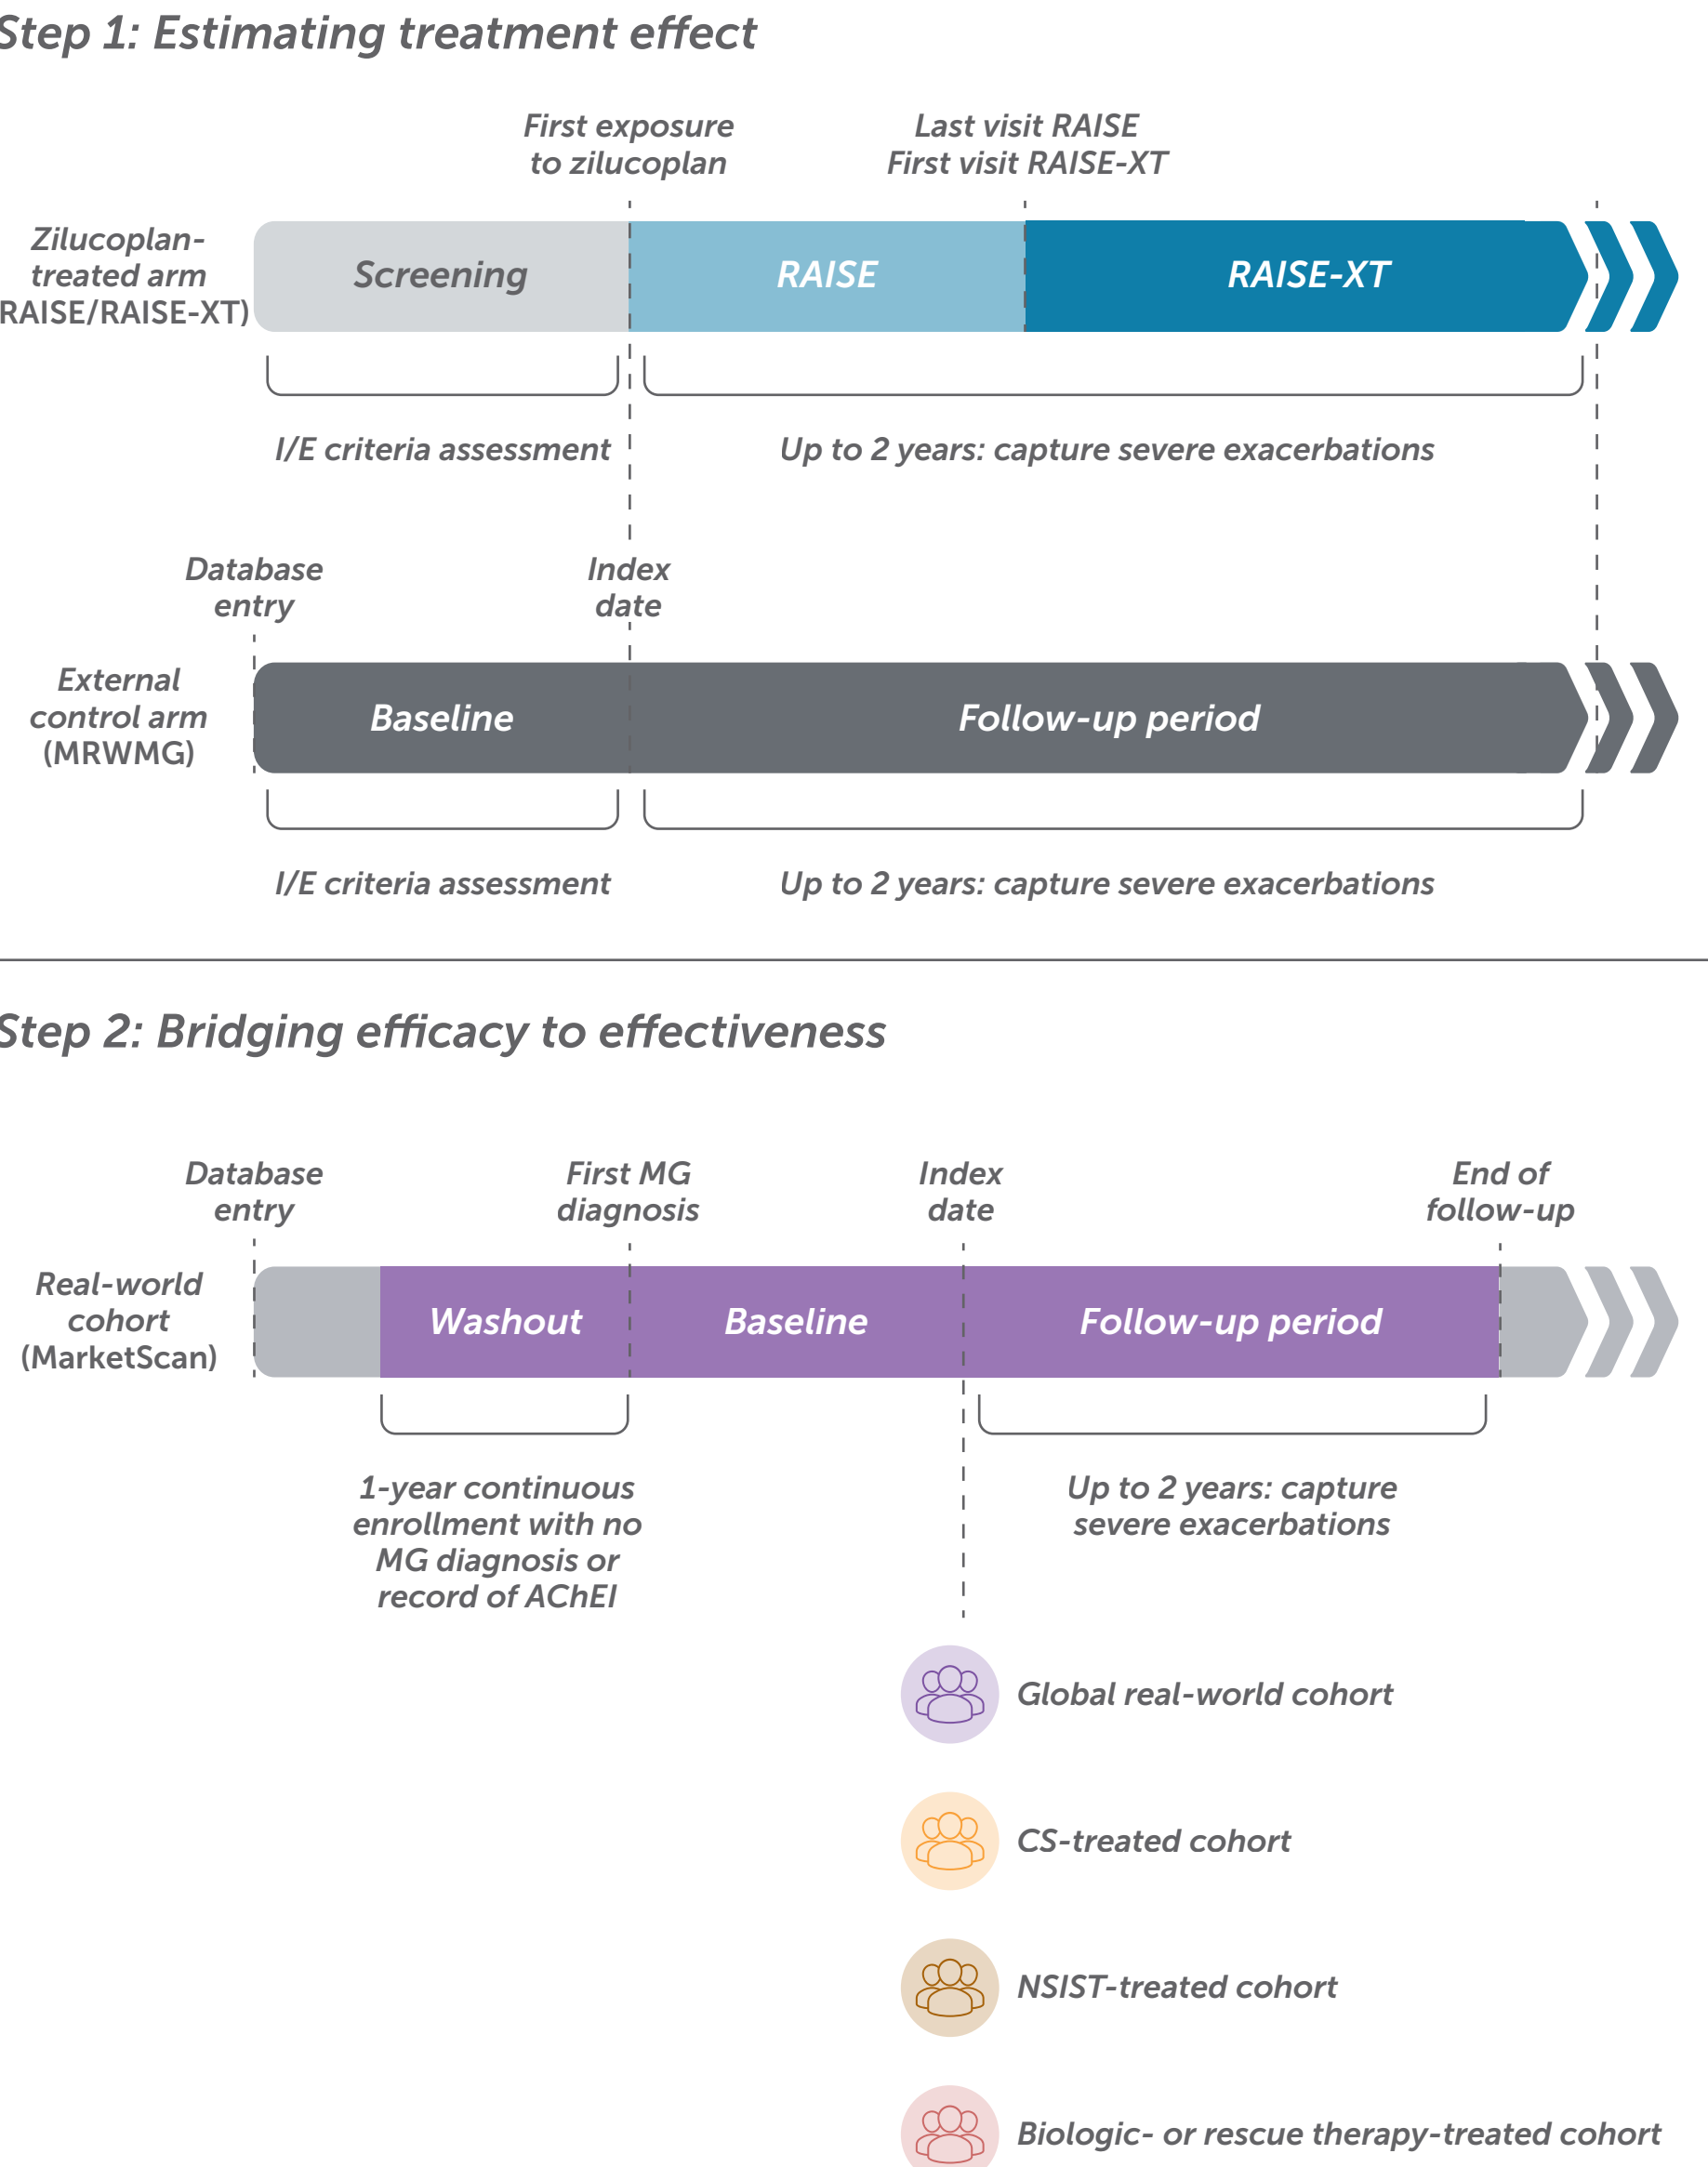 Step 1: Estimating treatment effect
First exposure
to zilucoplan
Last visit RAISE
First visit RAISE-XT
Zilucoplan-
treated arm
RAISE/RAISE-XT)
Screening
RAISE
RAISE-XT
I/E criteria assessment
Up to 2 years: capture severe exacerbations
Database
entry
Index
date
External
control arm
(MRWMG)
Baseline
Follow-up period
I/E criteria assessment
Up to 2 years: capture severe exacerbations
Step 2: Bridging efficacy to effectiveness
Database
entry
First MG
diagnosis
Index
date
End of
follow-up
Real-world
cohort
(MarketScan)
Washout
Baseline
Follow-up period
1-year continuous
enrollment with no
MG diagnosis or
record of AChEI
Up to 2 years: capture
severe exacerbations
Global real-world cohort
CS-treated cohort
NSIST-treated cohort
Biologic- or rescue therapy-treated cohort